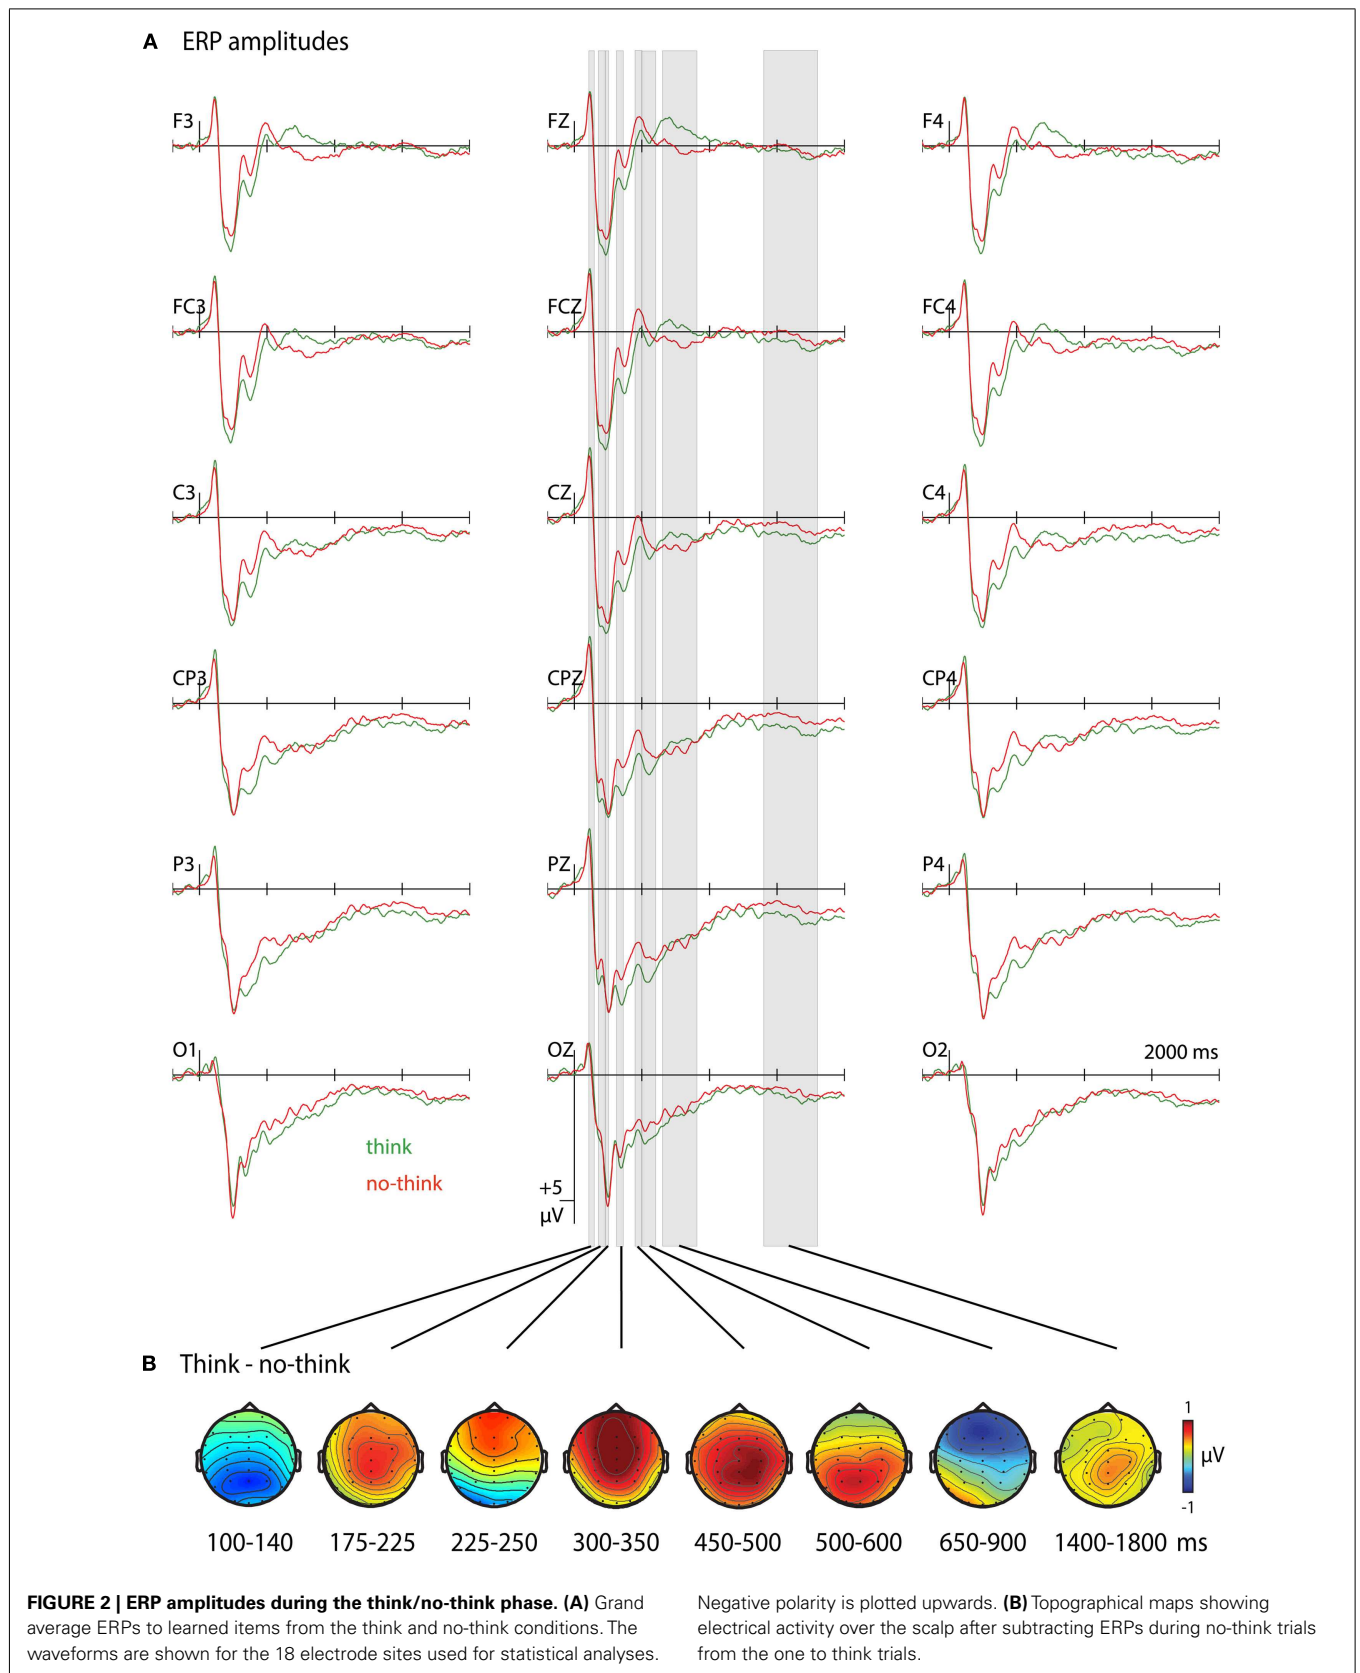 A ERP amplitudes
F3 FZ F4
FC3 FCZ FC4
C3 CZ C4
CP3 CPZ CP4
P3 PZ P4
O1 OZ O2 2000 ms
think
no-think
+5
µV
B Think - no-think
1
µV
-1
100-140 175-225 225-250 300-350 450-500 500-600 650-900 1400-1800 ms
FIGURE 2 | ERP amplitudes during the think/no-think phase. (A) Grand
average ERPs to learned items from the think and no-think conditions. The
waveforms are shown for the 18 electrode sites used for statistical analyses.
Negative polarity is plotted upwards. (B) Topographical maps showing
electrical activity over the scalp after subtracting ERPs during no-think trials
from the one to think trials.